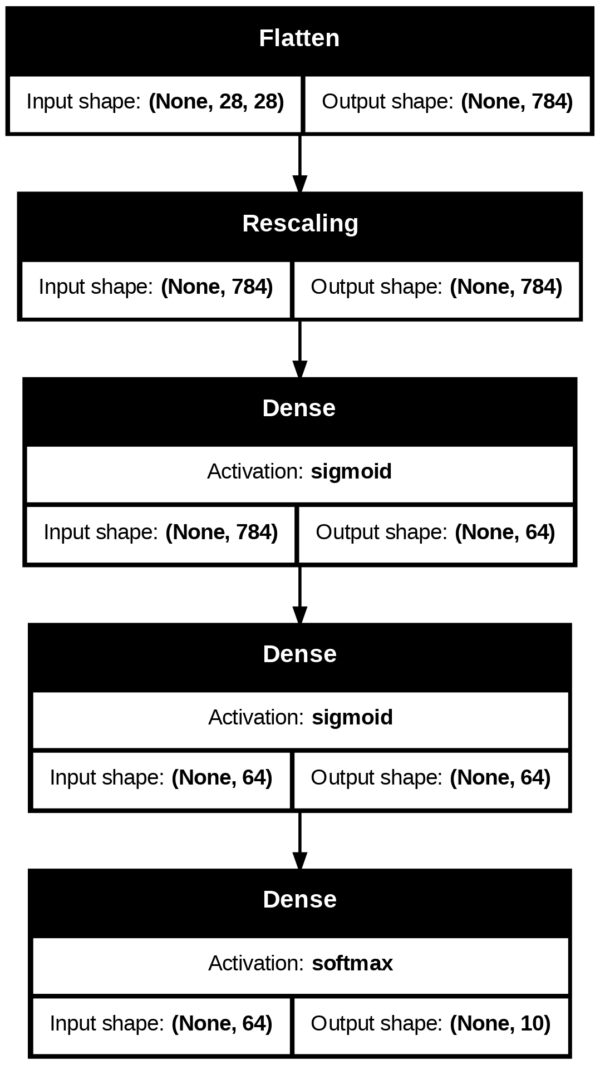 Flatten
Input shape: (None, 28, 28) Output shape: (None, 784)
Rescaling
Input shape: (None, 784) Output shape: (None, 784)
Dense
Activation: sigmoid
Input shape: (None, 784) Output shape: (None, 64)
Dense
Activation: sigmoid
Input shape: (None, 64) Output shape: (None, 64)
Dense
Activation: softmax
Input shape: (None, 64) Output shape: (None, 10)